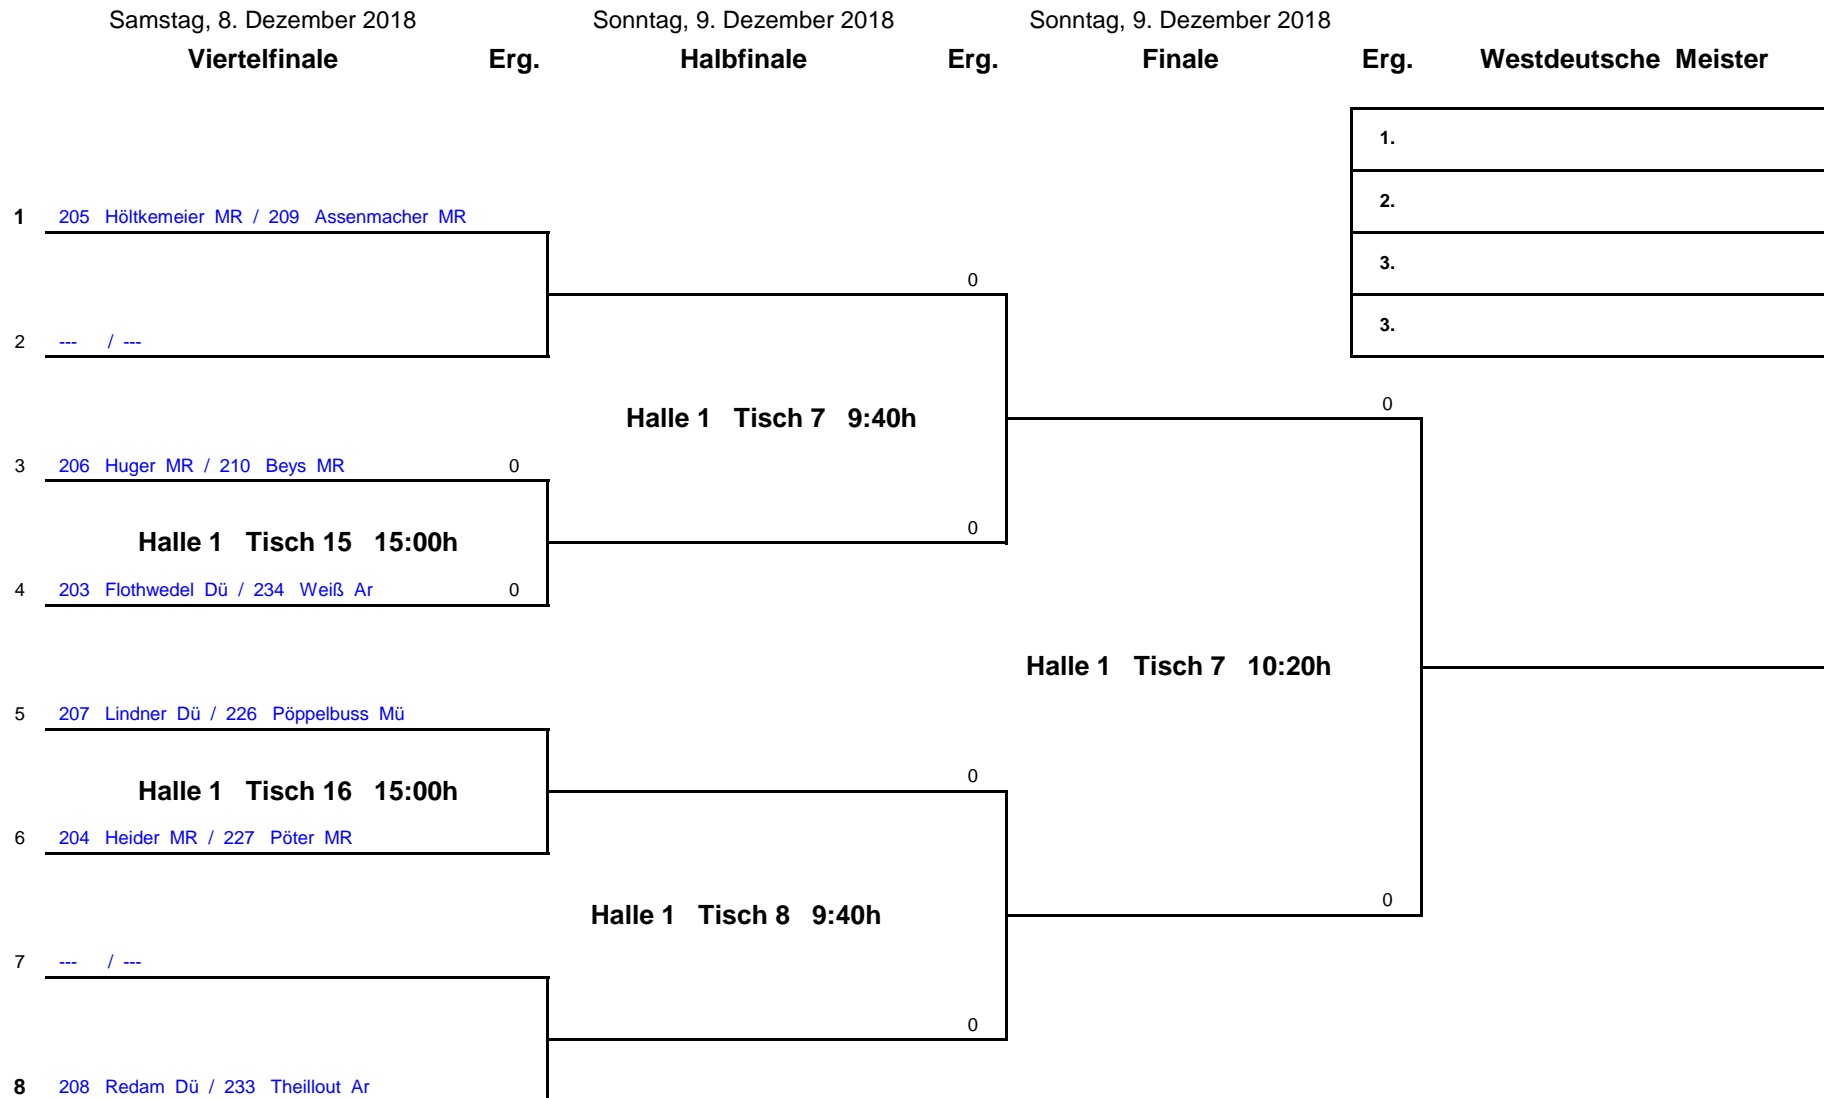 Samstag, 8. Dezember 2018 Sonntag, 9. Dezember 2018 Sonntag, 9. Dezember 2018
Viertelfinale Erg. Halbfinale Erg. Finale Erg. Westdeutsche Meister
1.
2.
1 205 Höltkemeier MR / 209 Assenmacher MR
3.
0
3.
2 --- / ---
0
Halle 1 Tisch 7 9:40h
3 206 Huger MR / 210 Beys MR 0
0
Halle 1 Tisch 15 15:00h
4 203 Flothwedel Dü / 234 Weiß Ar 0
Halle 1 Tisch 7 10:20h
5 207 Lindner Dü / 226 Pöppelbuss Mü
0
Halle 1 Tisch 16 15:00h
6 204 Heider MR / 227 Pöter MR
0
Halle 1 Tisch 8 9:40h
7 --- / ---
0
8 208 Redam Dü / 233 Theillout Ar